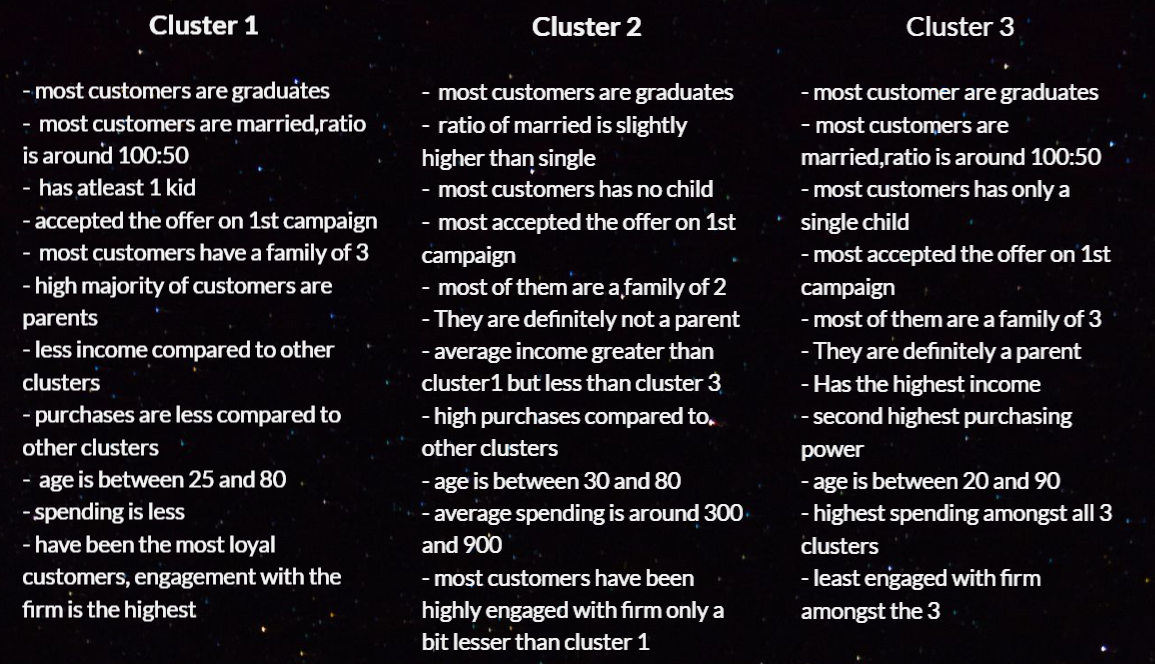 Cluster 1
- most customers are graduates
- most customers are married,ratio
is around 100:50
- has atleast 1 kid
- accepted the offer on 1st campaign
- most customers have a family of 3
- high majority of customers are
parents
- less income compared to other
clusters
- purchases are less compared to
other clusters
- age is between 25 and 80
- spending is less
- have been the most loyal
customers, engagement with the
firm is the highest
Cluster 2
- most customers are graduates
- ratio of married is slightly
higher than single
- most customers has no child
- most accepted the offer on 1st
campaign
- most of them are a family of 2
- They are definitely not a parent
- average income greater than
cluster1 but less than cluster 3
- high purchases compared to
other clusters
- age is between 30 and 80
- average spending is around 300
and 900
- most customers have been
highly engaged with firm only a
bit lesser than cluster 1
Cluster 3
- most customer are graduates
- most customers are
married,ratio is around 100:50
- most customers has only a
single child
- most accepted the offer on 1st
campaign
- most of them are a family of 3
- They are definitely a parent
- Has the highest income
- second highest purchasing
power
- age is between 20 and 90
- highest spending amongst all 3
clusters
- least engaged with firm
amongst the 3